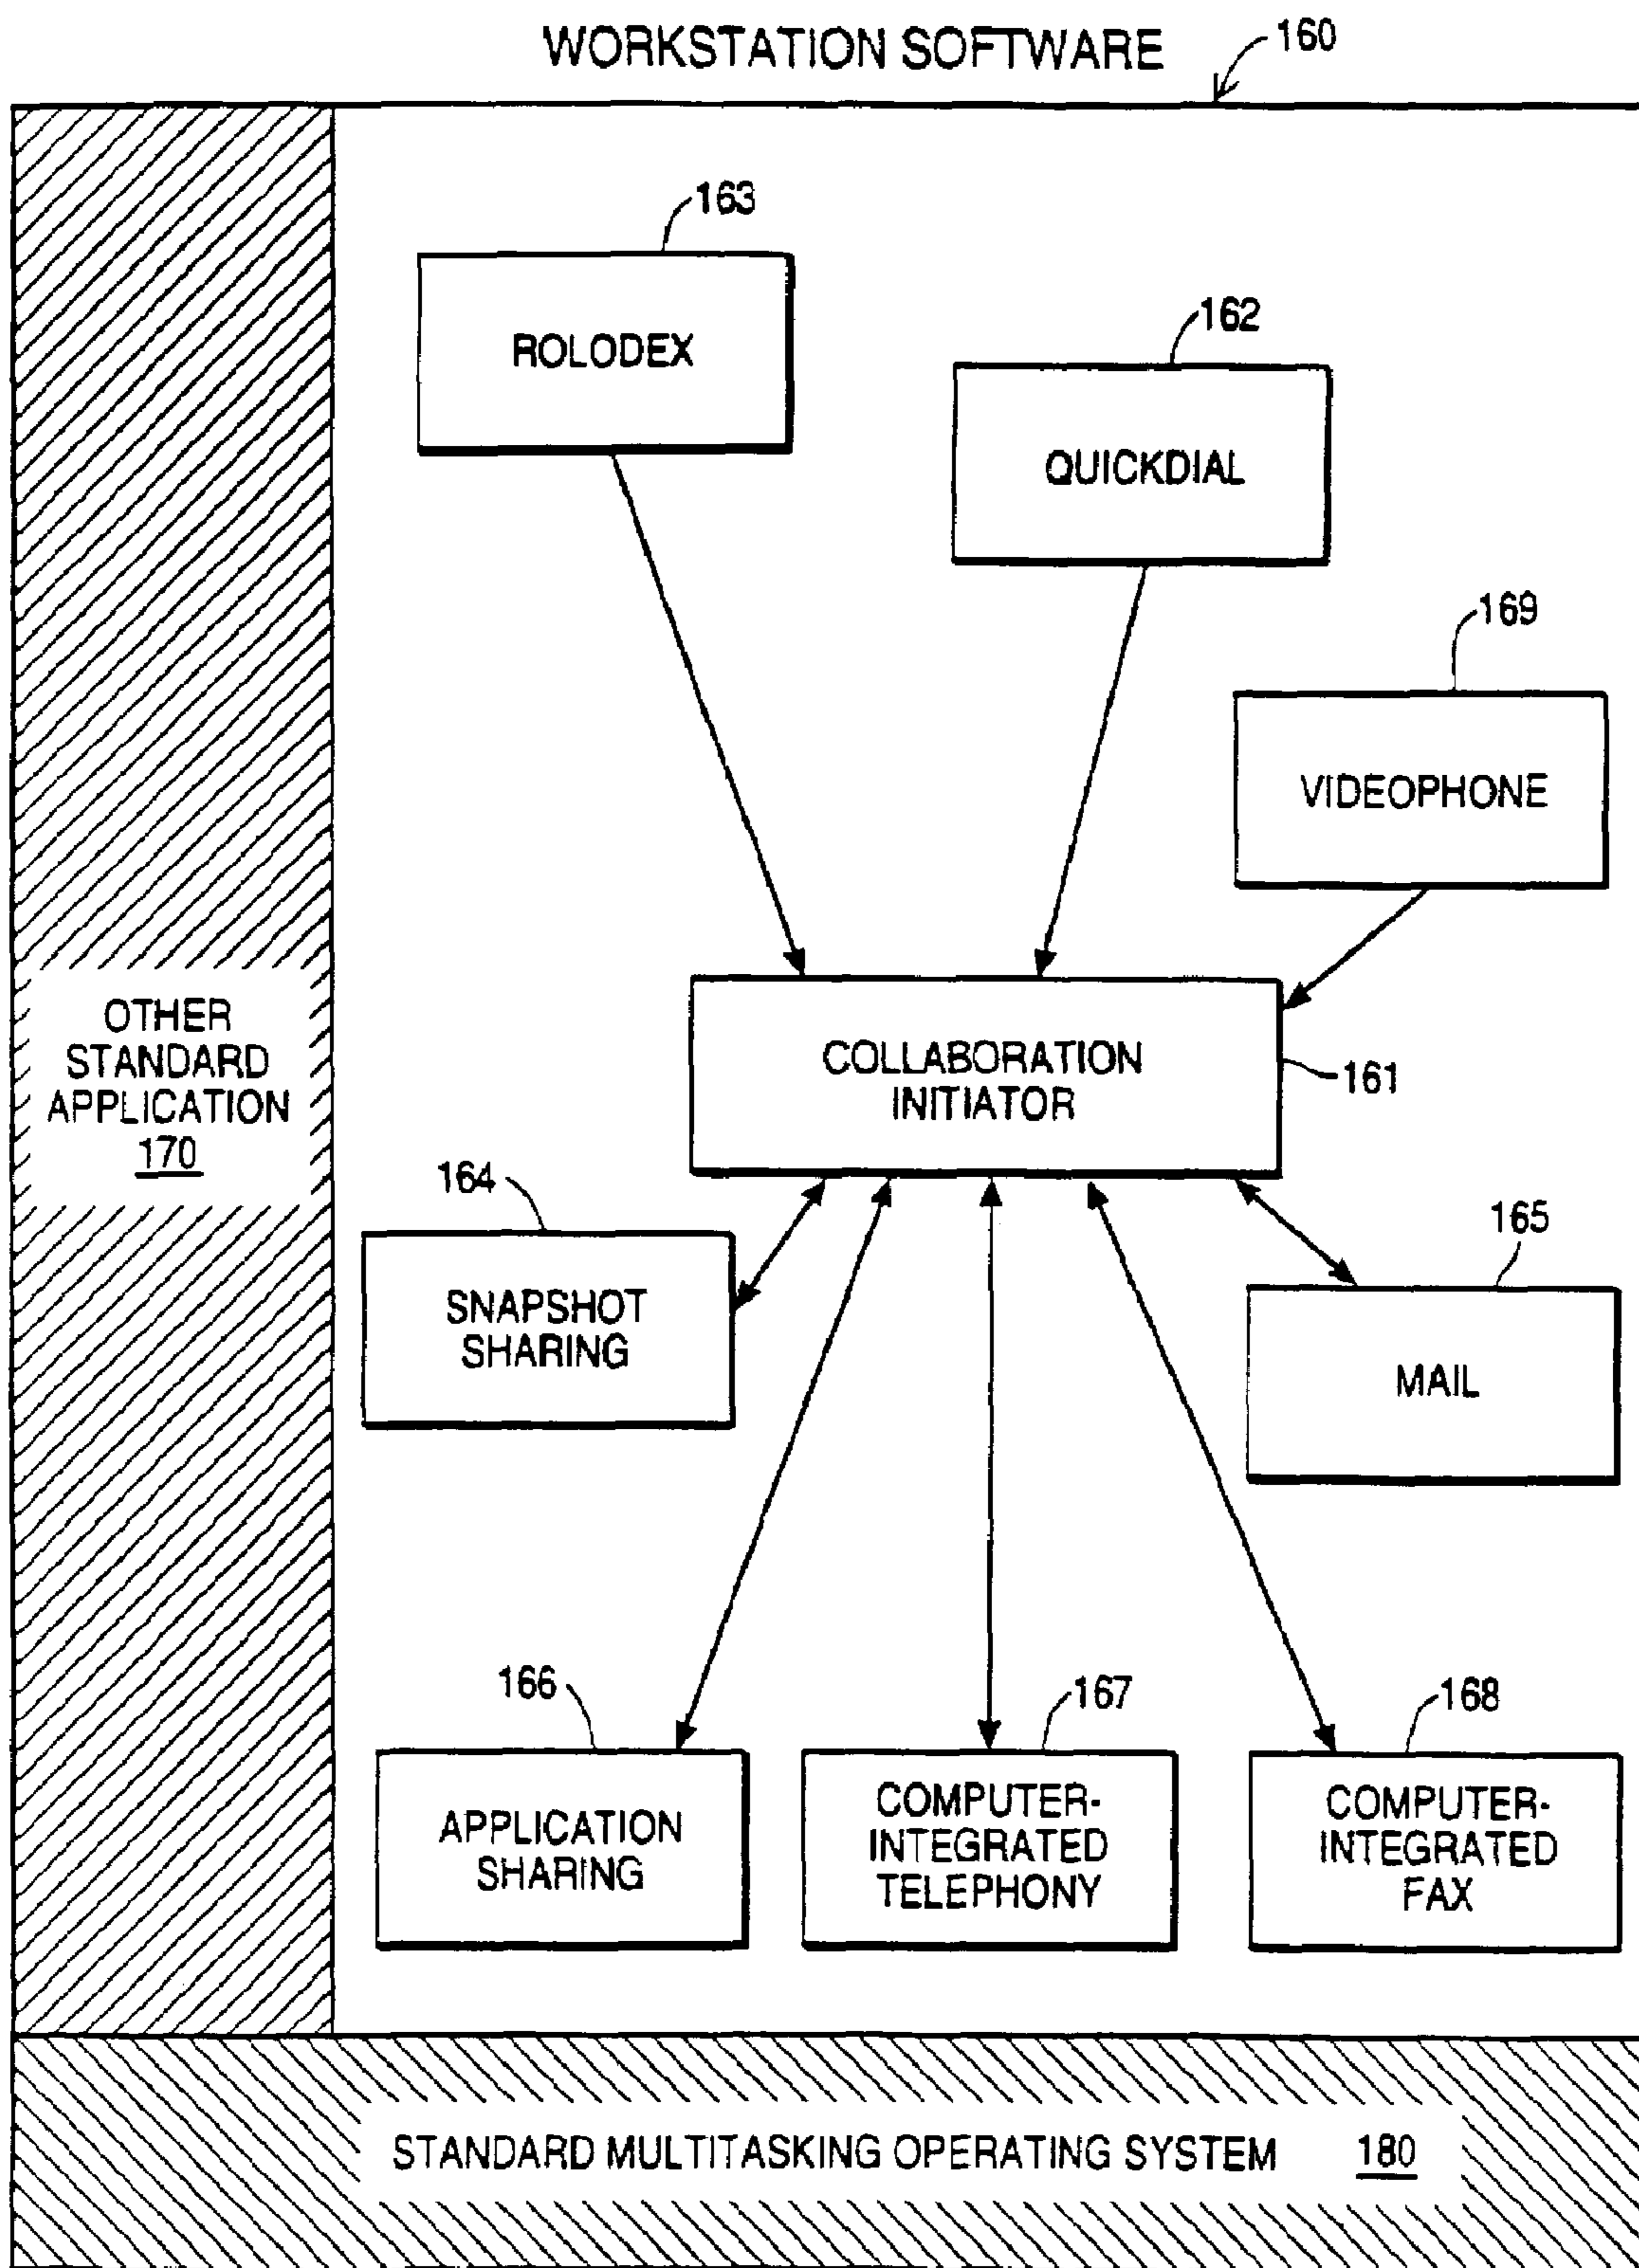 WORKSTATION SOFTWARE
160
163
ROLODEX
162
QUICKDIAL
169
VIDEOPHONE
COLLABORATION
INITIATOR
161
OTHER
STANDARD
APPLICATION
170
164
SNAPSHOT
SHARING
165
MAIL
166
APPLICATION
SHARING
167
COMPUTER-
INTEGRATED
TELEPHONY
168
COMPUTER-
INTEGRATED
FAX
STANDARD MULTITASKING OPERATING SYSTEM 180